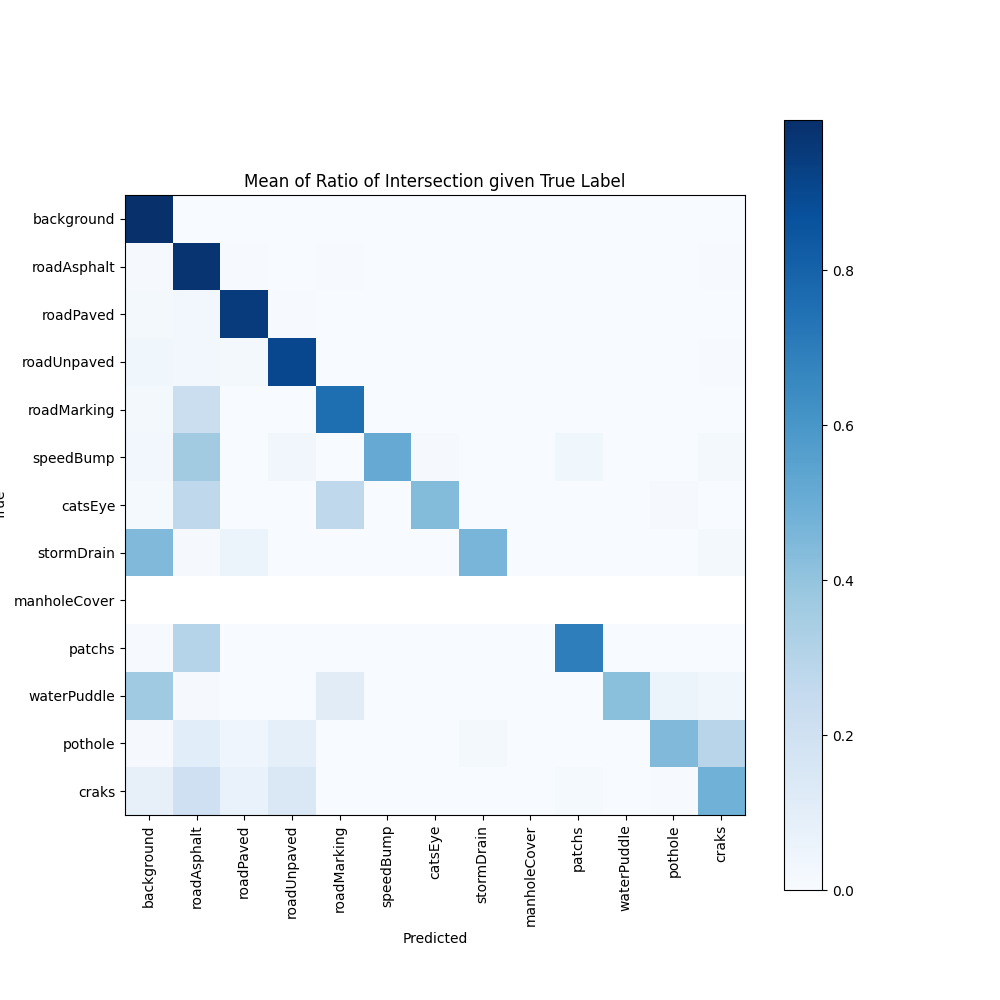 Mean of Ratio of Intersection given True Label
background
roadAsphalt
roadPaved
roadUnpaved
roadMarking
speedBump
catsEye
stormDrain
manholeCover
patchs
waterPuddle
pothole
craks
background
roadAsphalt
roadPaved
roadUnpaved
roadMarking
speedBump
catsEye
stormDrain
manholeCover
patchs
waterPuddle
pothole
craks
Predicted
0.8
0.6
0.4
0.2
0.0